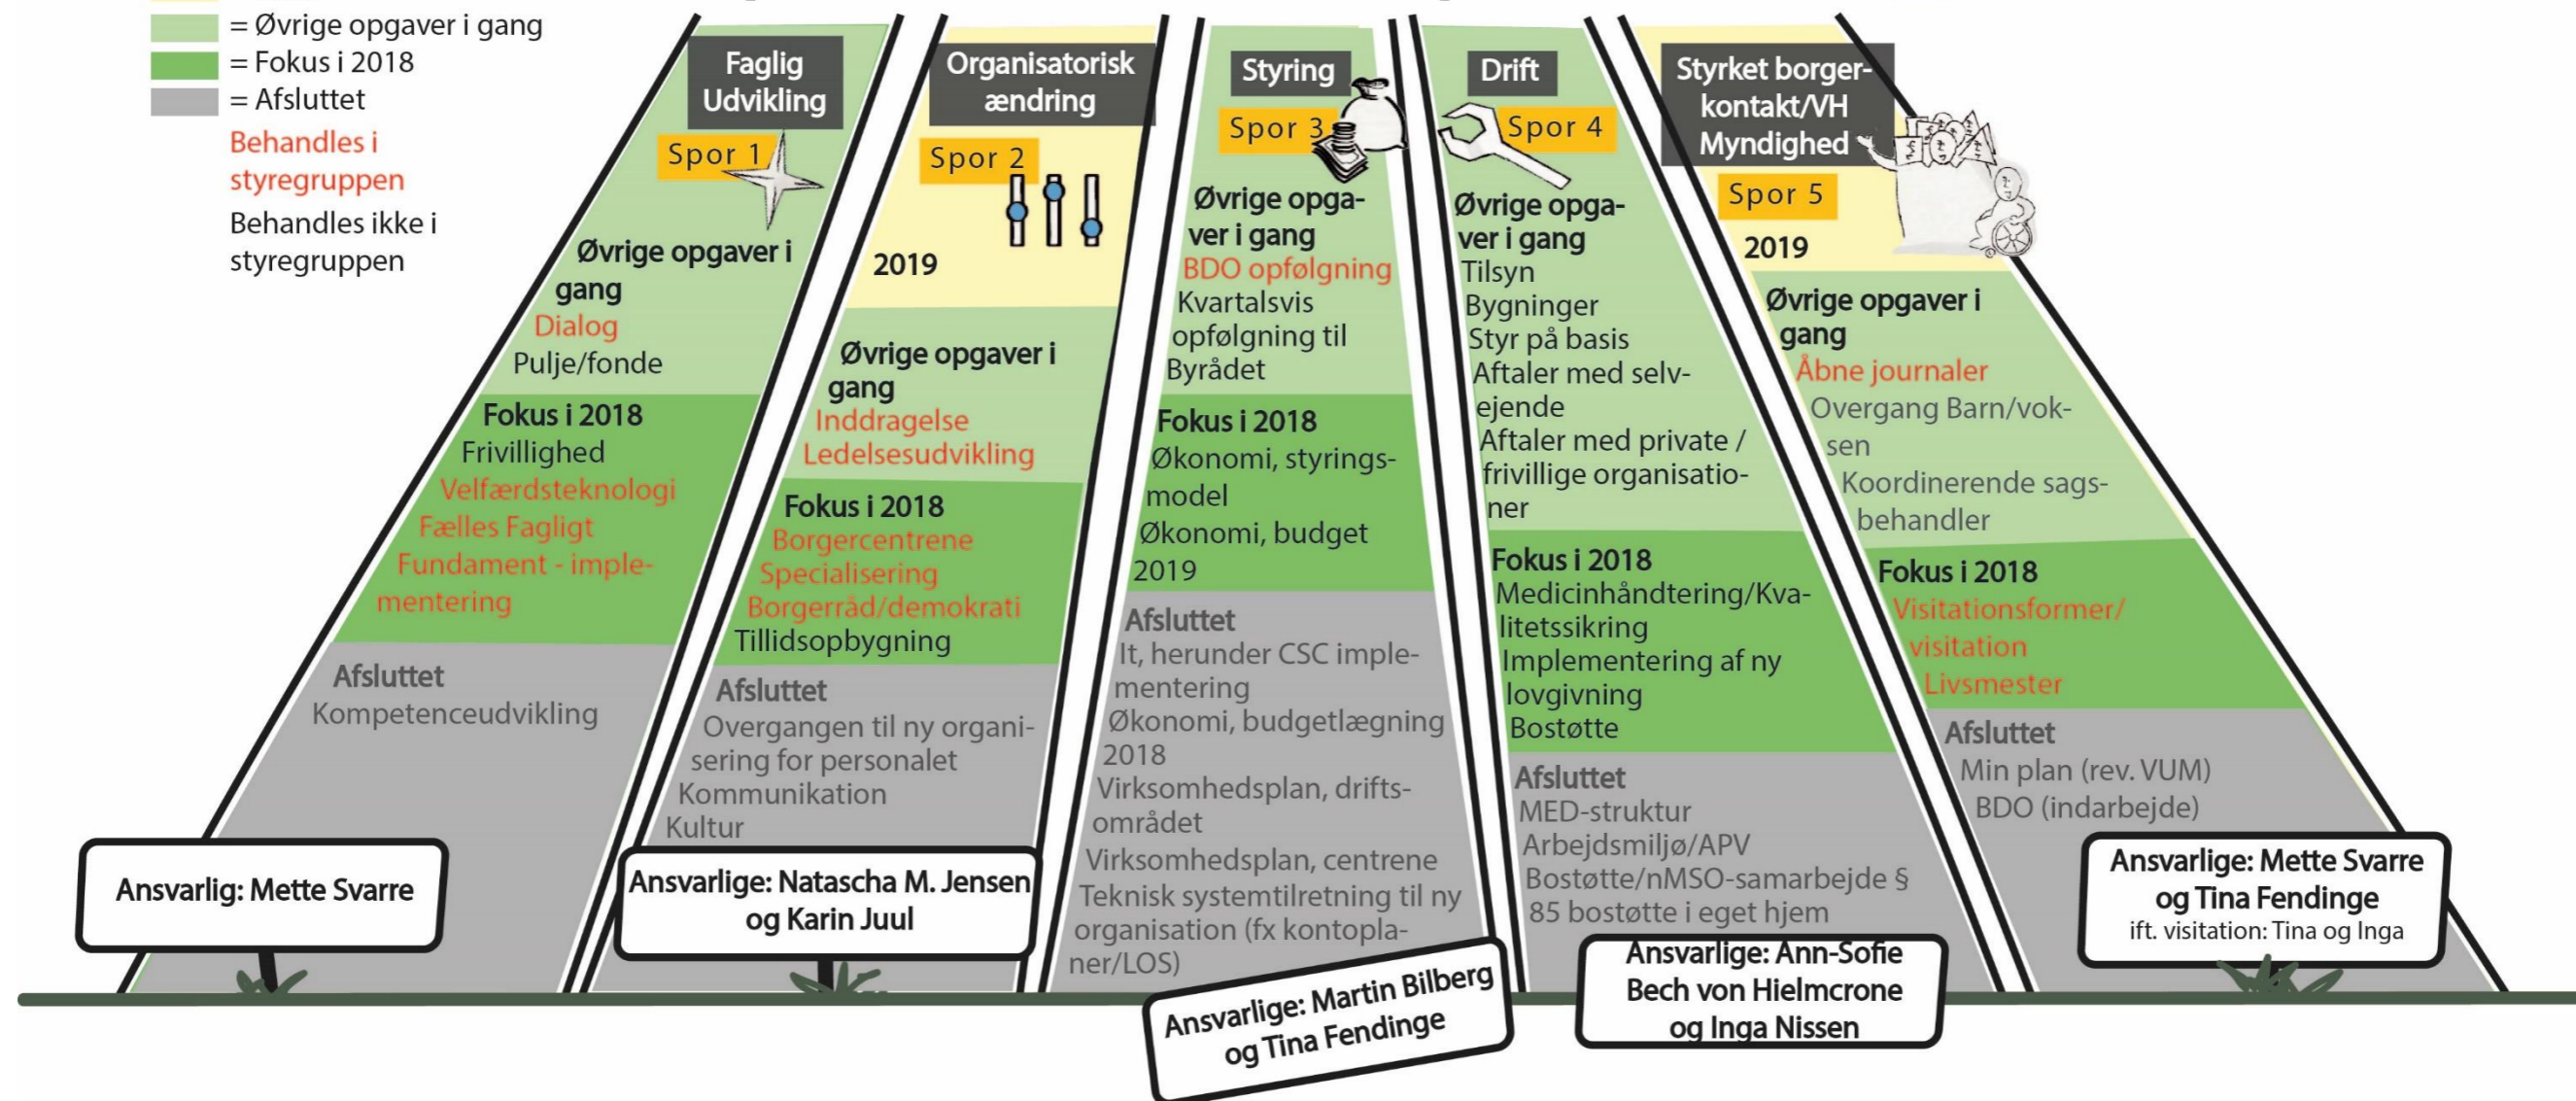 = Øvrige opgaver i gang
= Fokus i 2018
= Afsluttet
Behandles i
styregruppen
Behandles ikke i
styregruppen
Faglig
Udvikling
Spor 1
Øvrige opgaver i
gang
Dialog
Pulje/fonde
Fokus i 2018
Frivillighed
Velfærdsteknologi
Fælles Fagligt
Fundament - imple-
mentering
Afsluttet
Kompetenceudvikling
Ansvarlig: Mette Svarre
Organisatorisk
ændring
Spor 2
2019
Øvrige opgaver i
gang
Inddragelse
Ledelsesudvikling
Fokus i 2018
Borgercentrene
Specialisering
Borgerråd/demokrati
Tillidsopbygning
Afsluttet
Overgangen til ny organi-
sering for personalet
Kommunikation
Kultur
Ansvarlige: Natascha M. Jensen
og Karin Juul
Styring
Spor 3
Øvrige opga-
ver i gang
BDO opfølgning
Kvartalsvis
opfølgning til
Byrådet
Fokus i 2018
Økonomi, styrings-
model
Økonomi, budget
2019
Afsluttet
It, herunder CSC imple-
mentering
Økonomi, budgetlægning
2018
Virksomhedsplan, drifts-
området
Virksomhedsplan, centrene
Teknisk systemtilretning til ny
organisation (fx kontopla-
ner/LOS)
Ansvarlige: Martin Bilberg
og Tina Fendinge
Drift
Spor 4
Øvrige opga-
ver i gang
Tilsyn
Bygninger
Styr på basis
Aftaler med selv-
ejende
Aftaler med private /
frivillige organisatio-
ner
Fokus i 2018
Medicinhåndtering/Kva-
litetssikring
Implementering af ny
lovgivning
Bostøtte
Afsluttet
MED-struktur
Arbejdsmiljø/APV
Bostøtte/nMSO-samarbejde §
85 bostøtte i eget hjem
Ansvarlige: Ann-Sofie
Bech von Hielmcrone
og Inga Nissen
Styrket borger-
kontakt/VH
Myndighed
Spor 5
2019
Øvrige opgaver i
gang
Åbne journaler
Overgang Barn/vok-
sen
Koordinerende sags-
behandler
Fokus i 2018
Visitationsformer/
visitation
Livsmester
Afsluttet
Min plan (rev. VUM)
BDO (indarbejde)
Ansvarlige: Mette Svarre
og Tina Fendinge
ift. visitation: Tina og Inga